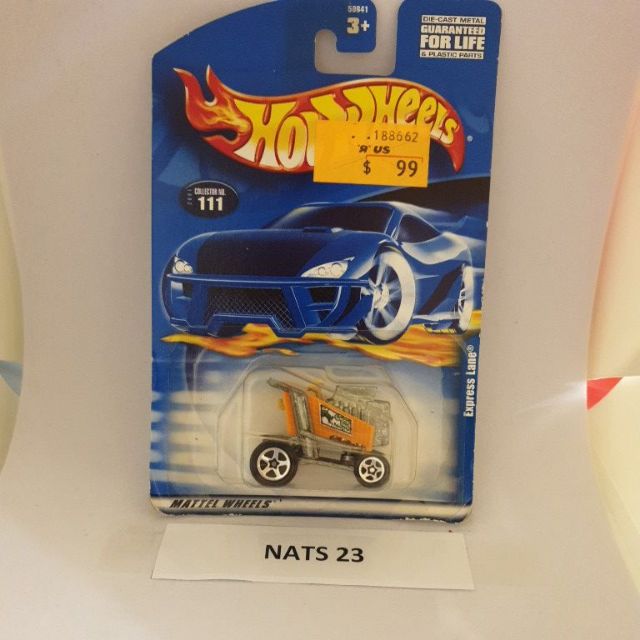 50041
3+
DIE-CAST METAL
GUARANTEED
FOR LIFE
& PLASTIC PARTS
HOT WHEELS
188662
"R" US
$ 99
COLLECTOR NO.
111
Express Lane®
MATTEL WHEELS
NATS 23